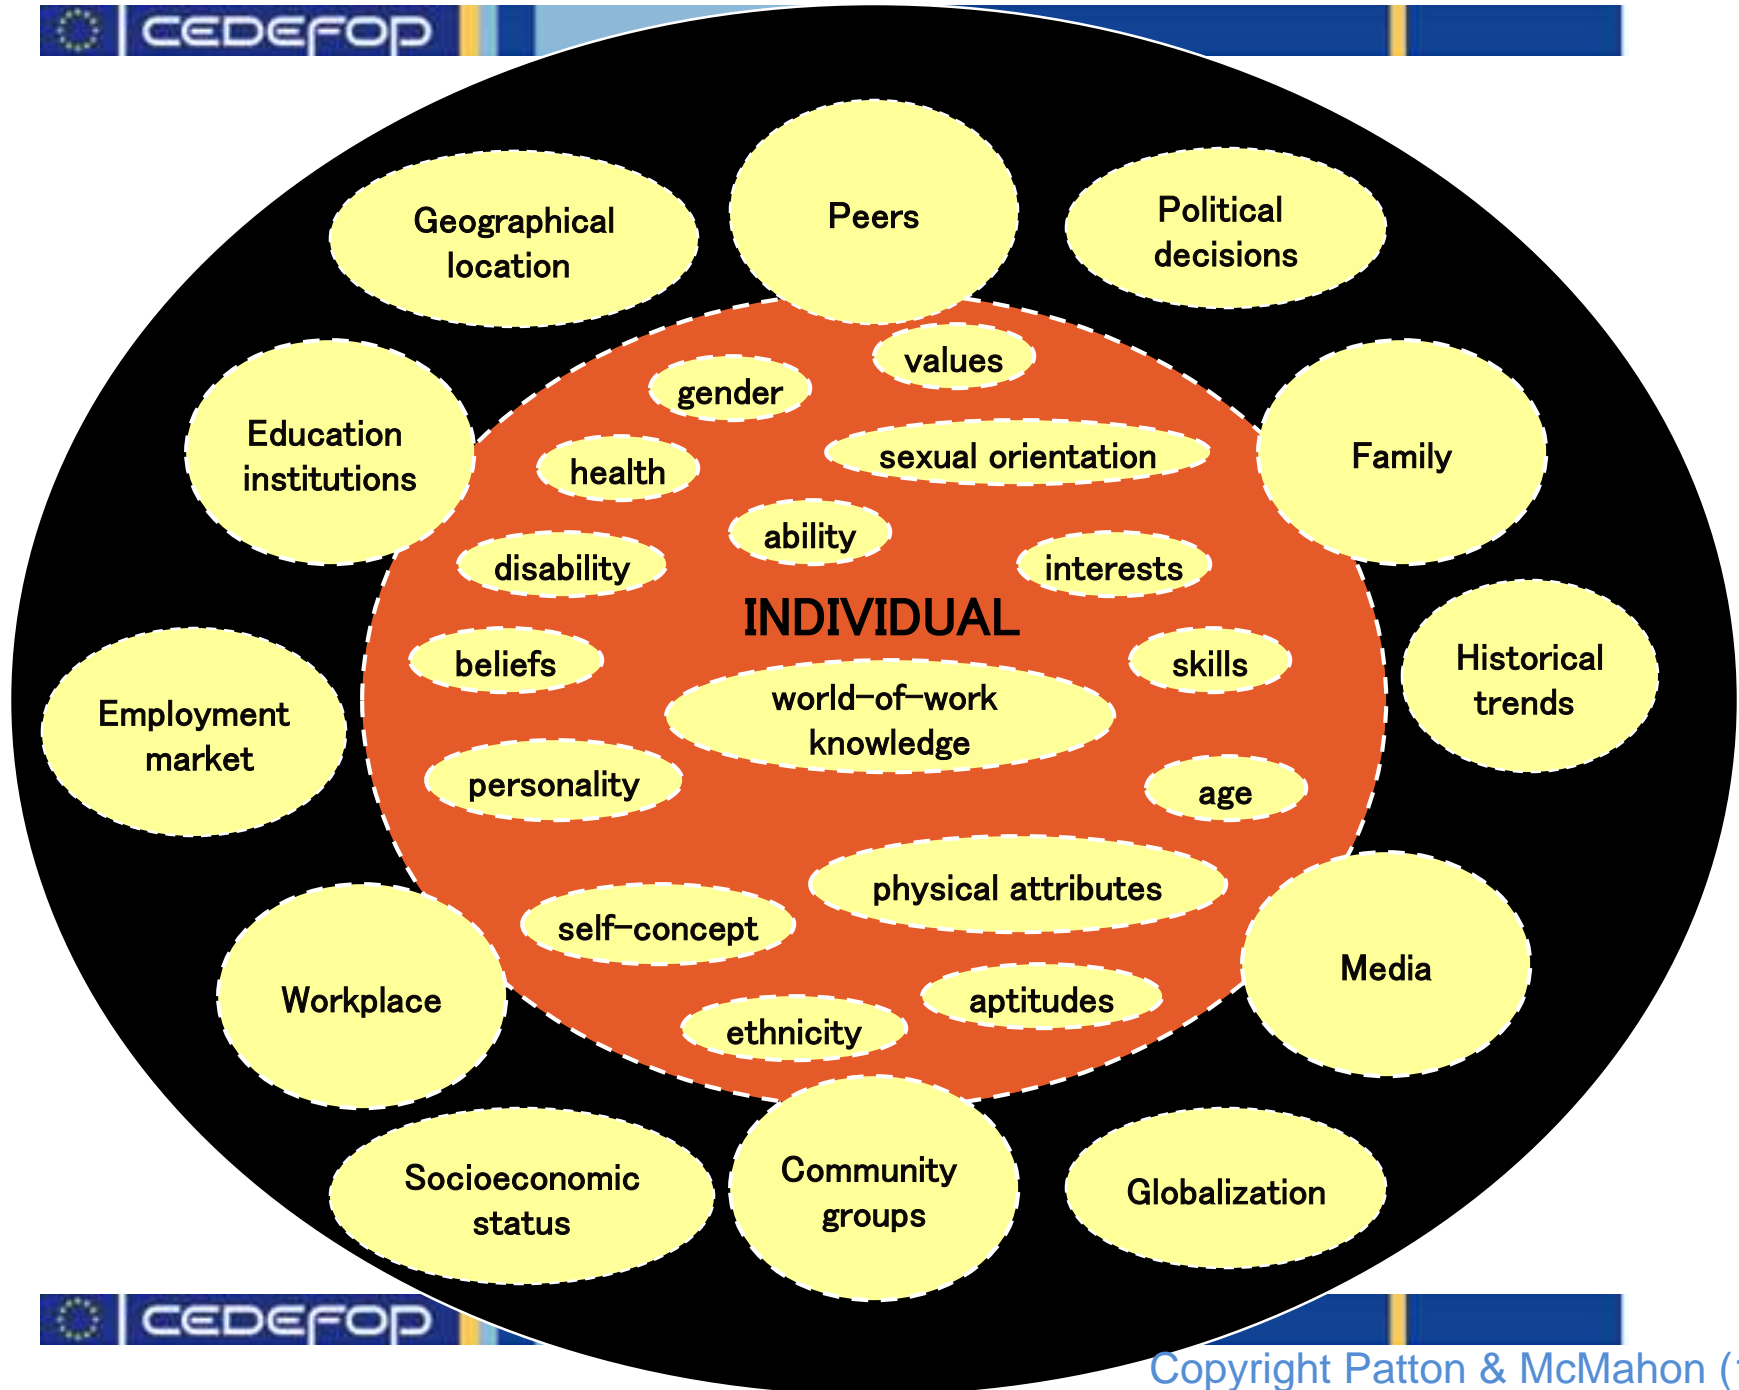 CEDEFOP
Peers
Geographical
location
Political
decisions
values
gender
Education
institutions
sexual orientation
Family
health
ability
disability
interests
INDIVIDUAL
beliefs
skills
Historical
trends
world-of-work
knowledge
Employment
market
personality
age
physical attributes
self-concept
Media
Workplace
aptitudes
ethnicity
Socioeconomic
status
Community
groups
Globalization
CEDEFOP
Copyright Patton & McMahon (